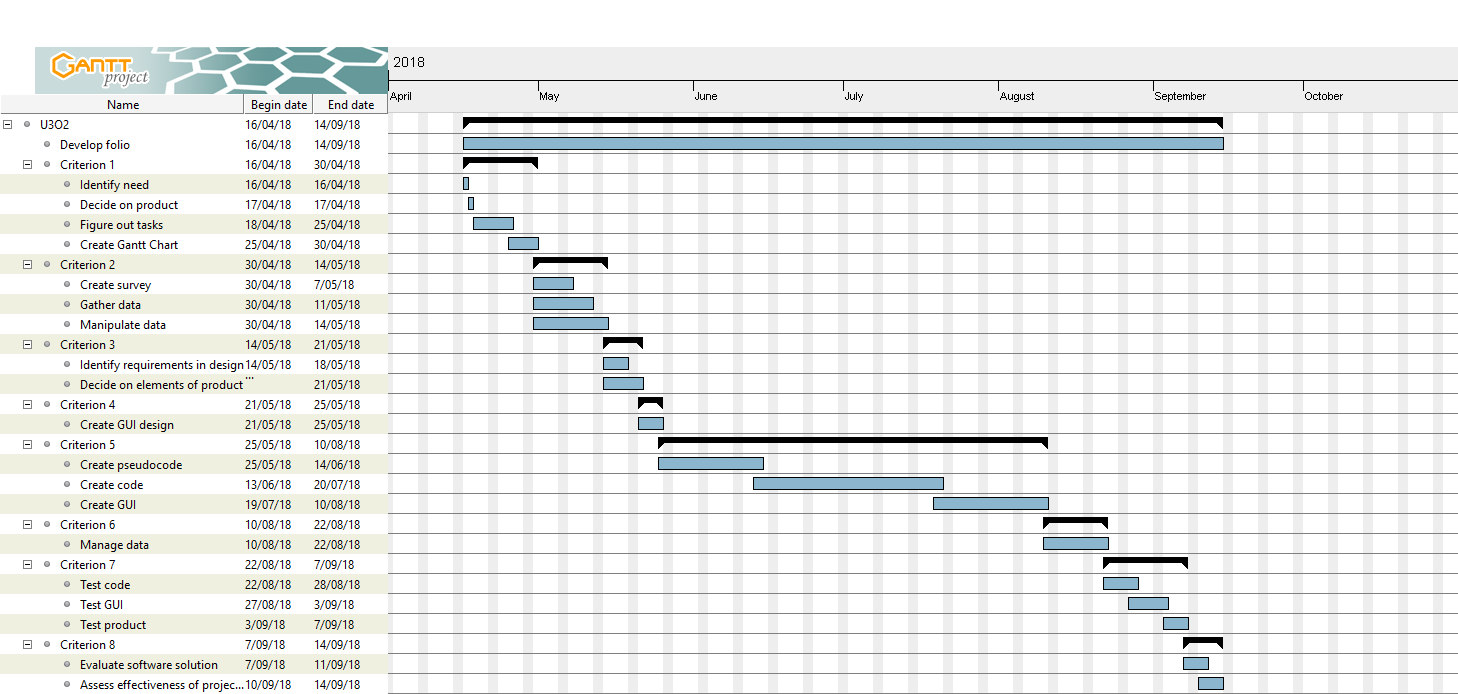 GANTT
project
2018
April May June July August September October
Name Begin date End date
U3O2 16/04/18 14/09/18
Develop folio 16/04/18 14/09/18
Criterion 1 16/04/18 30/04/18
Identify need 16/04/18 16/04/18
Decide on product 17/04/18 17/04/18
Figure out tasks 18/04/18 25/04/18
Create Gantt Chart 25/04/18 30/04/18
Criterion 2 30/04/18 14/05/18
Create survey 30/04/18 7/05/18
Gather data 30/04/18 11/05/18
Manipulate data 30/04/18 14/05/18
Criterion 3 14/05/18 21/05/18
Identify requirements in design 14/05/18 18/05/18
Decide on elements of product ... 21/05/18
Criterion 4 21/05/18 25/05/18
Create GUI design 21/05/18 25/05/18
Criterion 5 25/05/18 10/08/18
Create pseudocode 25/05/18 14/06/18
Create code 13/06/18 20/07/18
Create GUI 19/07/18 10/08/18
Criterion 6 10/08/18 22/08/18
Manage data 10/08/18 22/08/18
Criterion 7 22/08/18 7/09/18
Test code 22/08/18 28/08/18
Test GUI 27/08/18 3/09/18
Test product 3/09/18 7/09/18
Criterion 8 7/09/18 14/09/18
Evaluate software solution 7/09/18 11/09/18
Assess effectiveness of projec... 10/09/18 14/09/18